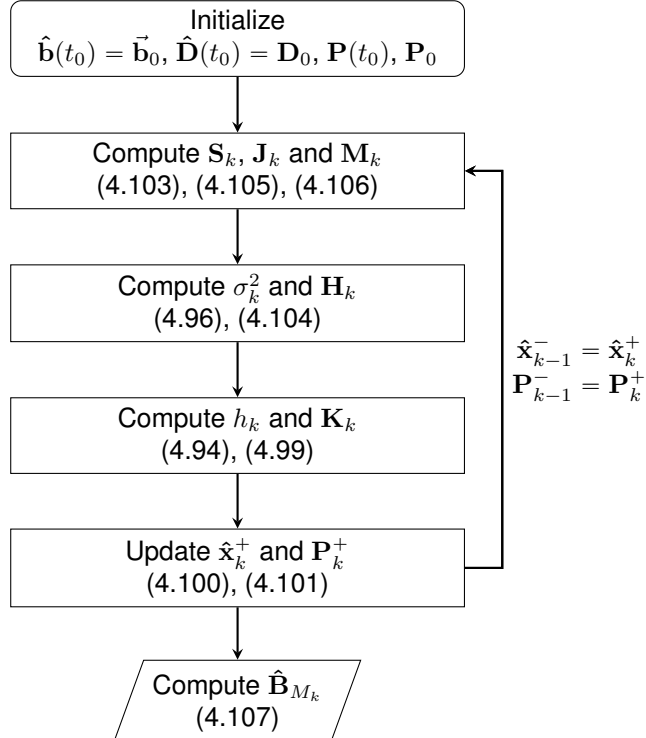 Initialize
b̂(t₀) = b⃗₀, D̂(t₀) = D₀, P(t₀), P₀
Compute Sₖ, Jₖ and Mₖ
(4.103), (4.105), (4.106)
Compute σₖ² and Hₖ
(4.96), (4.104)
x̂ₖ₋₁⁻ = x̂ₖ⁺
Pₖ₋₁⁻ = Pₖ⁺
Compute hₖ and Kₖ
(4.94), (4.99)
Update x̂ₖ⁺ and Pₖ⁺
(4.100), (4.101)
Compute B̂_{Mₖ}
(4.107)